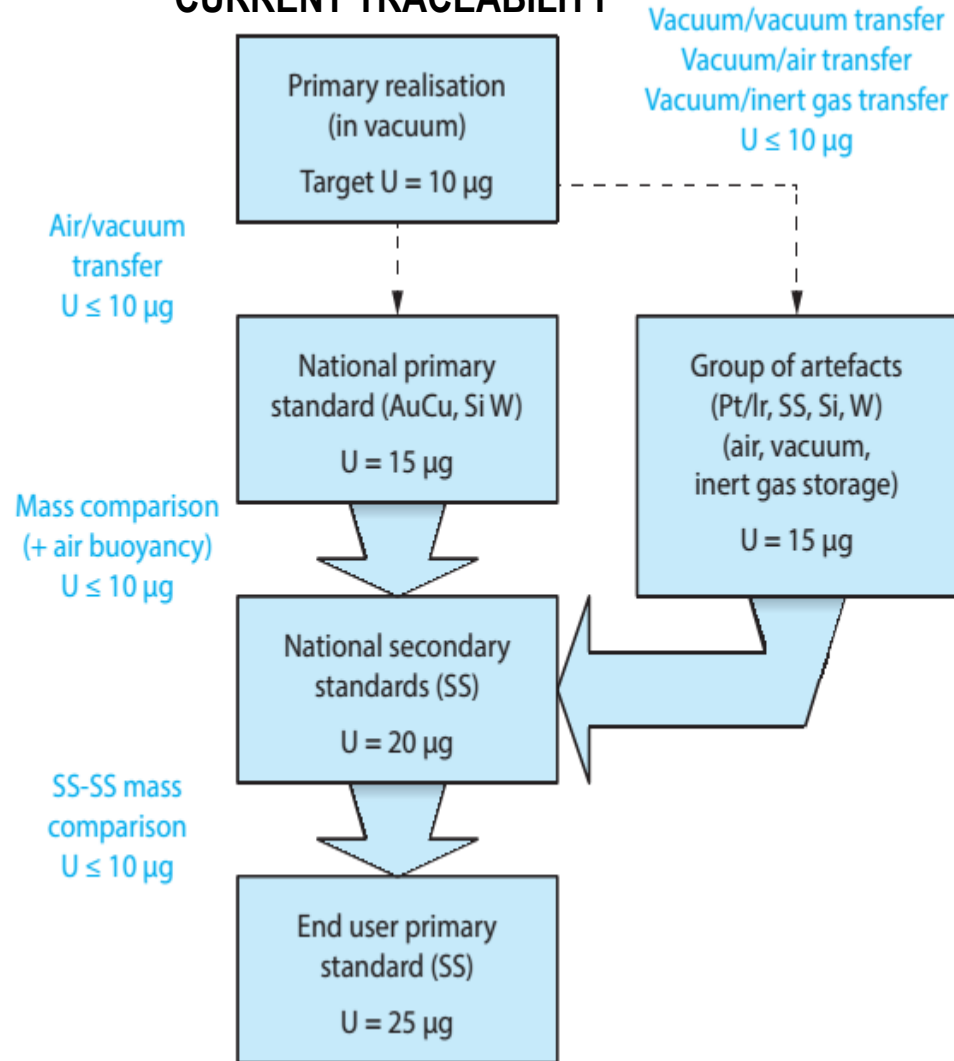 CURRENT TRACEABILITY
Vacuum/vacuum transfer
Vacuum/air transfer
Vacuum/inert gas transfer
U ≤ 10 µg
Primary realisation
(in vacuum)
Target U = 10 µg
Air/vacuum
transfer
U ≤ 10 µg
National primary
standard (AuCu, Si W)
U = 15 µg
Group of artefacts
(Pt/Ir, SS, Si, W)
(air, vacuum,
inert gas storage)
U = 15 µg
Mass comparison
(+ air buoyancy)
U ≤ 10 µg
National secondary
standards (SS)
U = 20 µg
SS-SS mass
comparison
U ≤ 10 µg
End user primary
standard (SS)
U = 25 µg